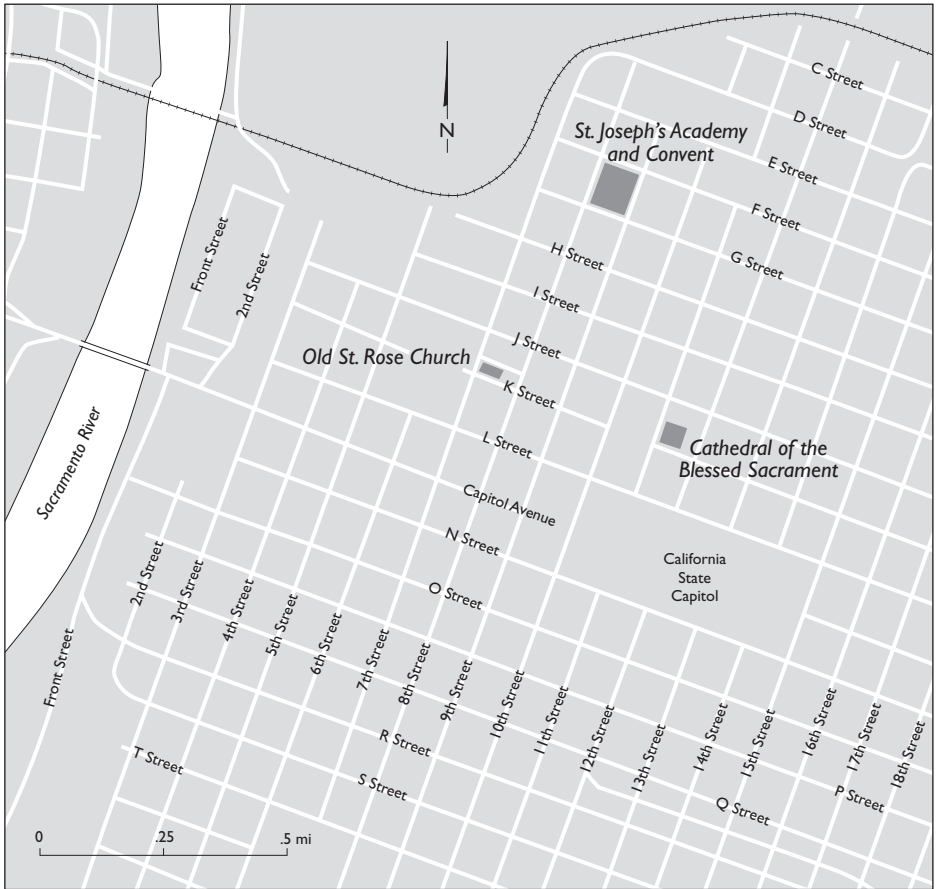 C Street
D Street
St. Joseph's Academy
and Convent
N
E Street
F Street
G Street
H Street
Front Street
2nd Street
I Street
J Street
Old St. Rose Church
K Street
L Street
Cathedral of the
Blessed Sacrament
Sacramento River
Capitol Avenue
N Street
California
State
Capitol
O Street
2nd Street
3rd Street
4th Street
5th Street
6th Street
7th Street
8th Street
9th Street
10th Street
11th Street
12th Street
13th Street
14th Street
15th Street
16th Street
17th Street
18th Street
Front Street
R Street
T Street
S Street
Q Street
P Street
0 .25 .5 mi